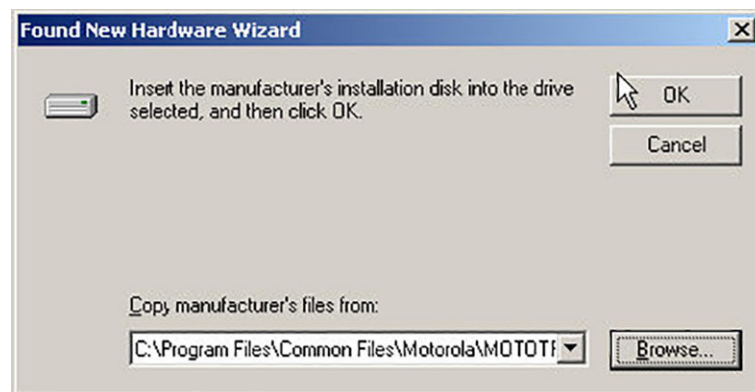 Found New Hardware Wizard
Insert the manufacturer's installation disk into the drive
selected, and then click OK.
OK
Cancel
Copy manufacturer's files from:
C:\Program Files\Common Files\Motorola\MOTOT
Browse...